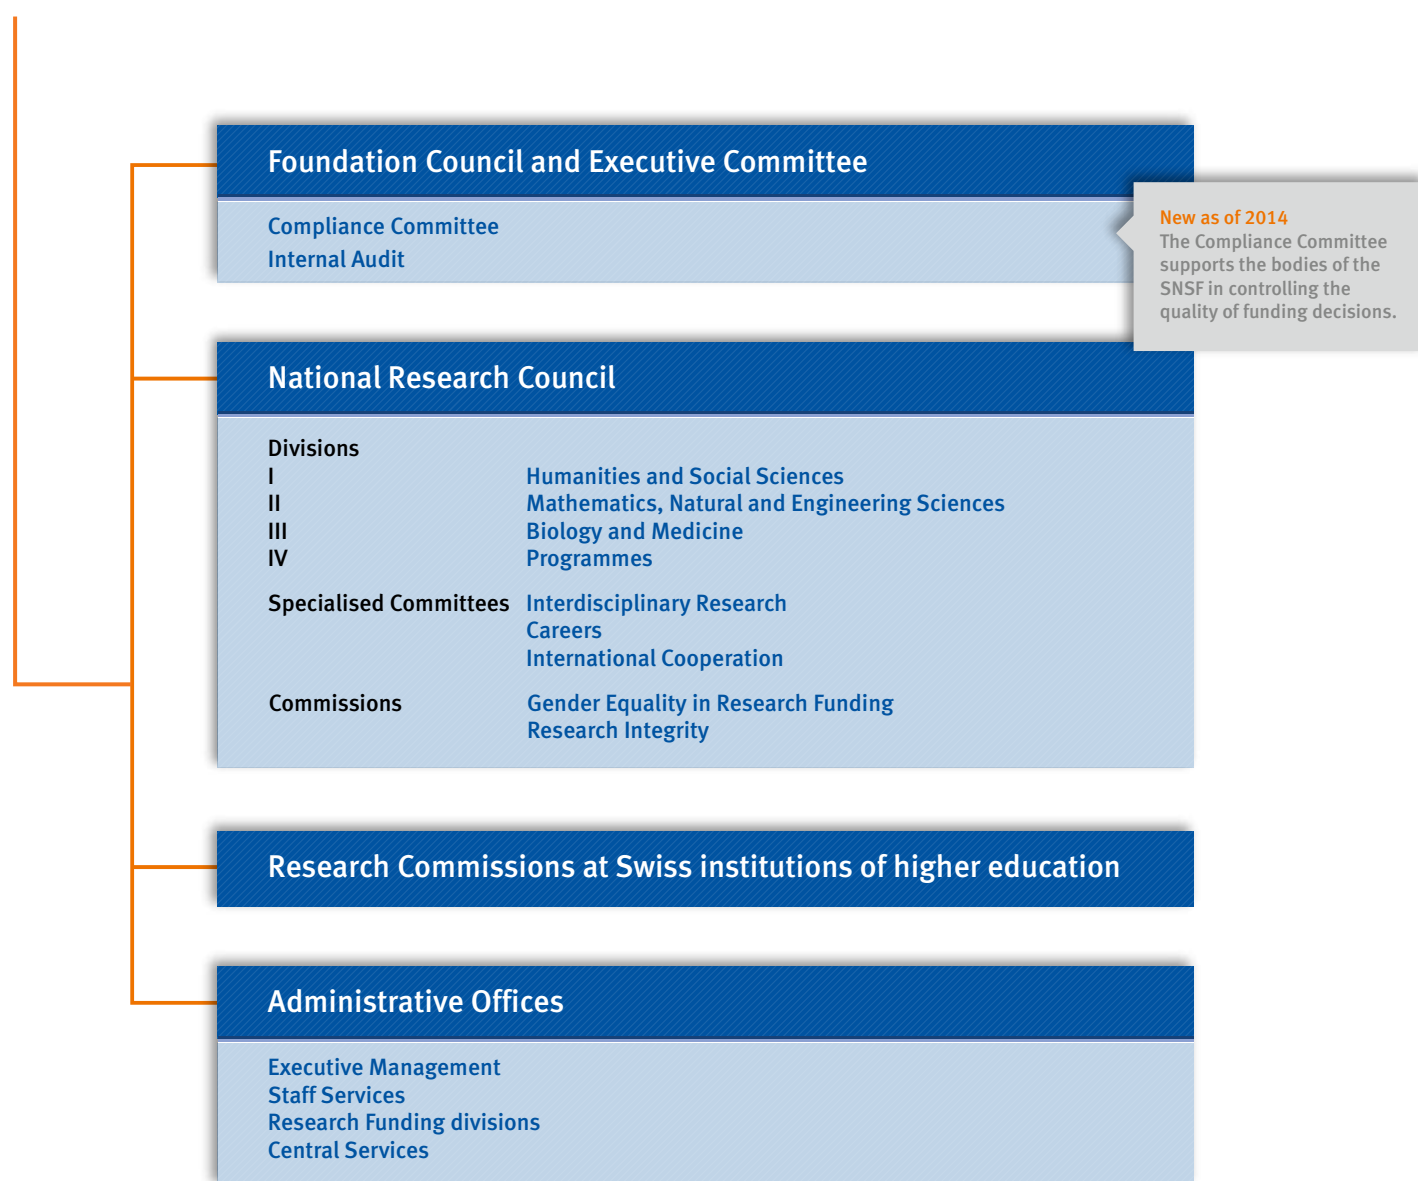 Foundation Council and Executive Committee
Compliance Committee
Internal Audit
New as of 2014
The Compliance Committee
supports the bodies of the
SNSF in controlling the
quality of funding decisions.
National Research Council
Divisions
I Humanities and Social Sciences
II Mathematics, Natural and Engineering Sciences
III Biology and Medicine
IV Programmes
Specialised Committees Interdisciplinary Research
Careers
International Cooperation
Commissions Gender Equality in Research Funding
Research Integrity
Research Commissions at Swiss institutions of higher education
Administrative Offices
Executive Management
Staff Services
Research Funding divisions
Central Services